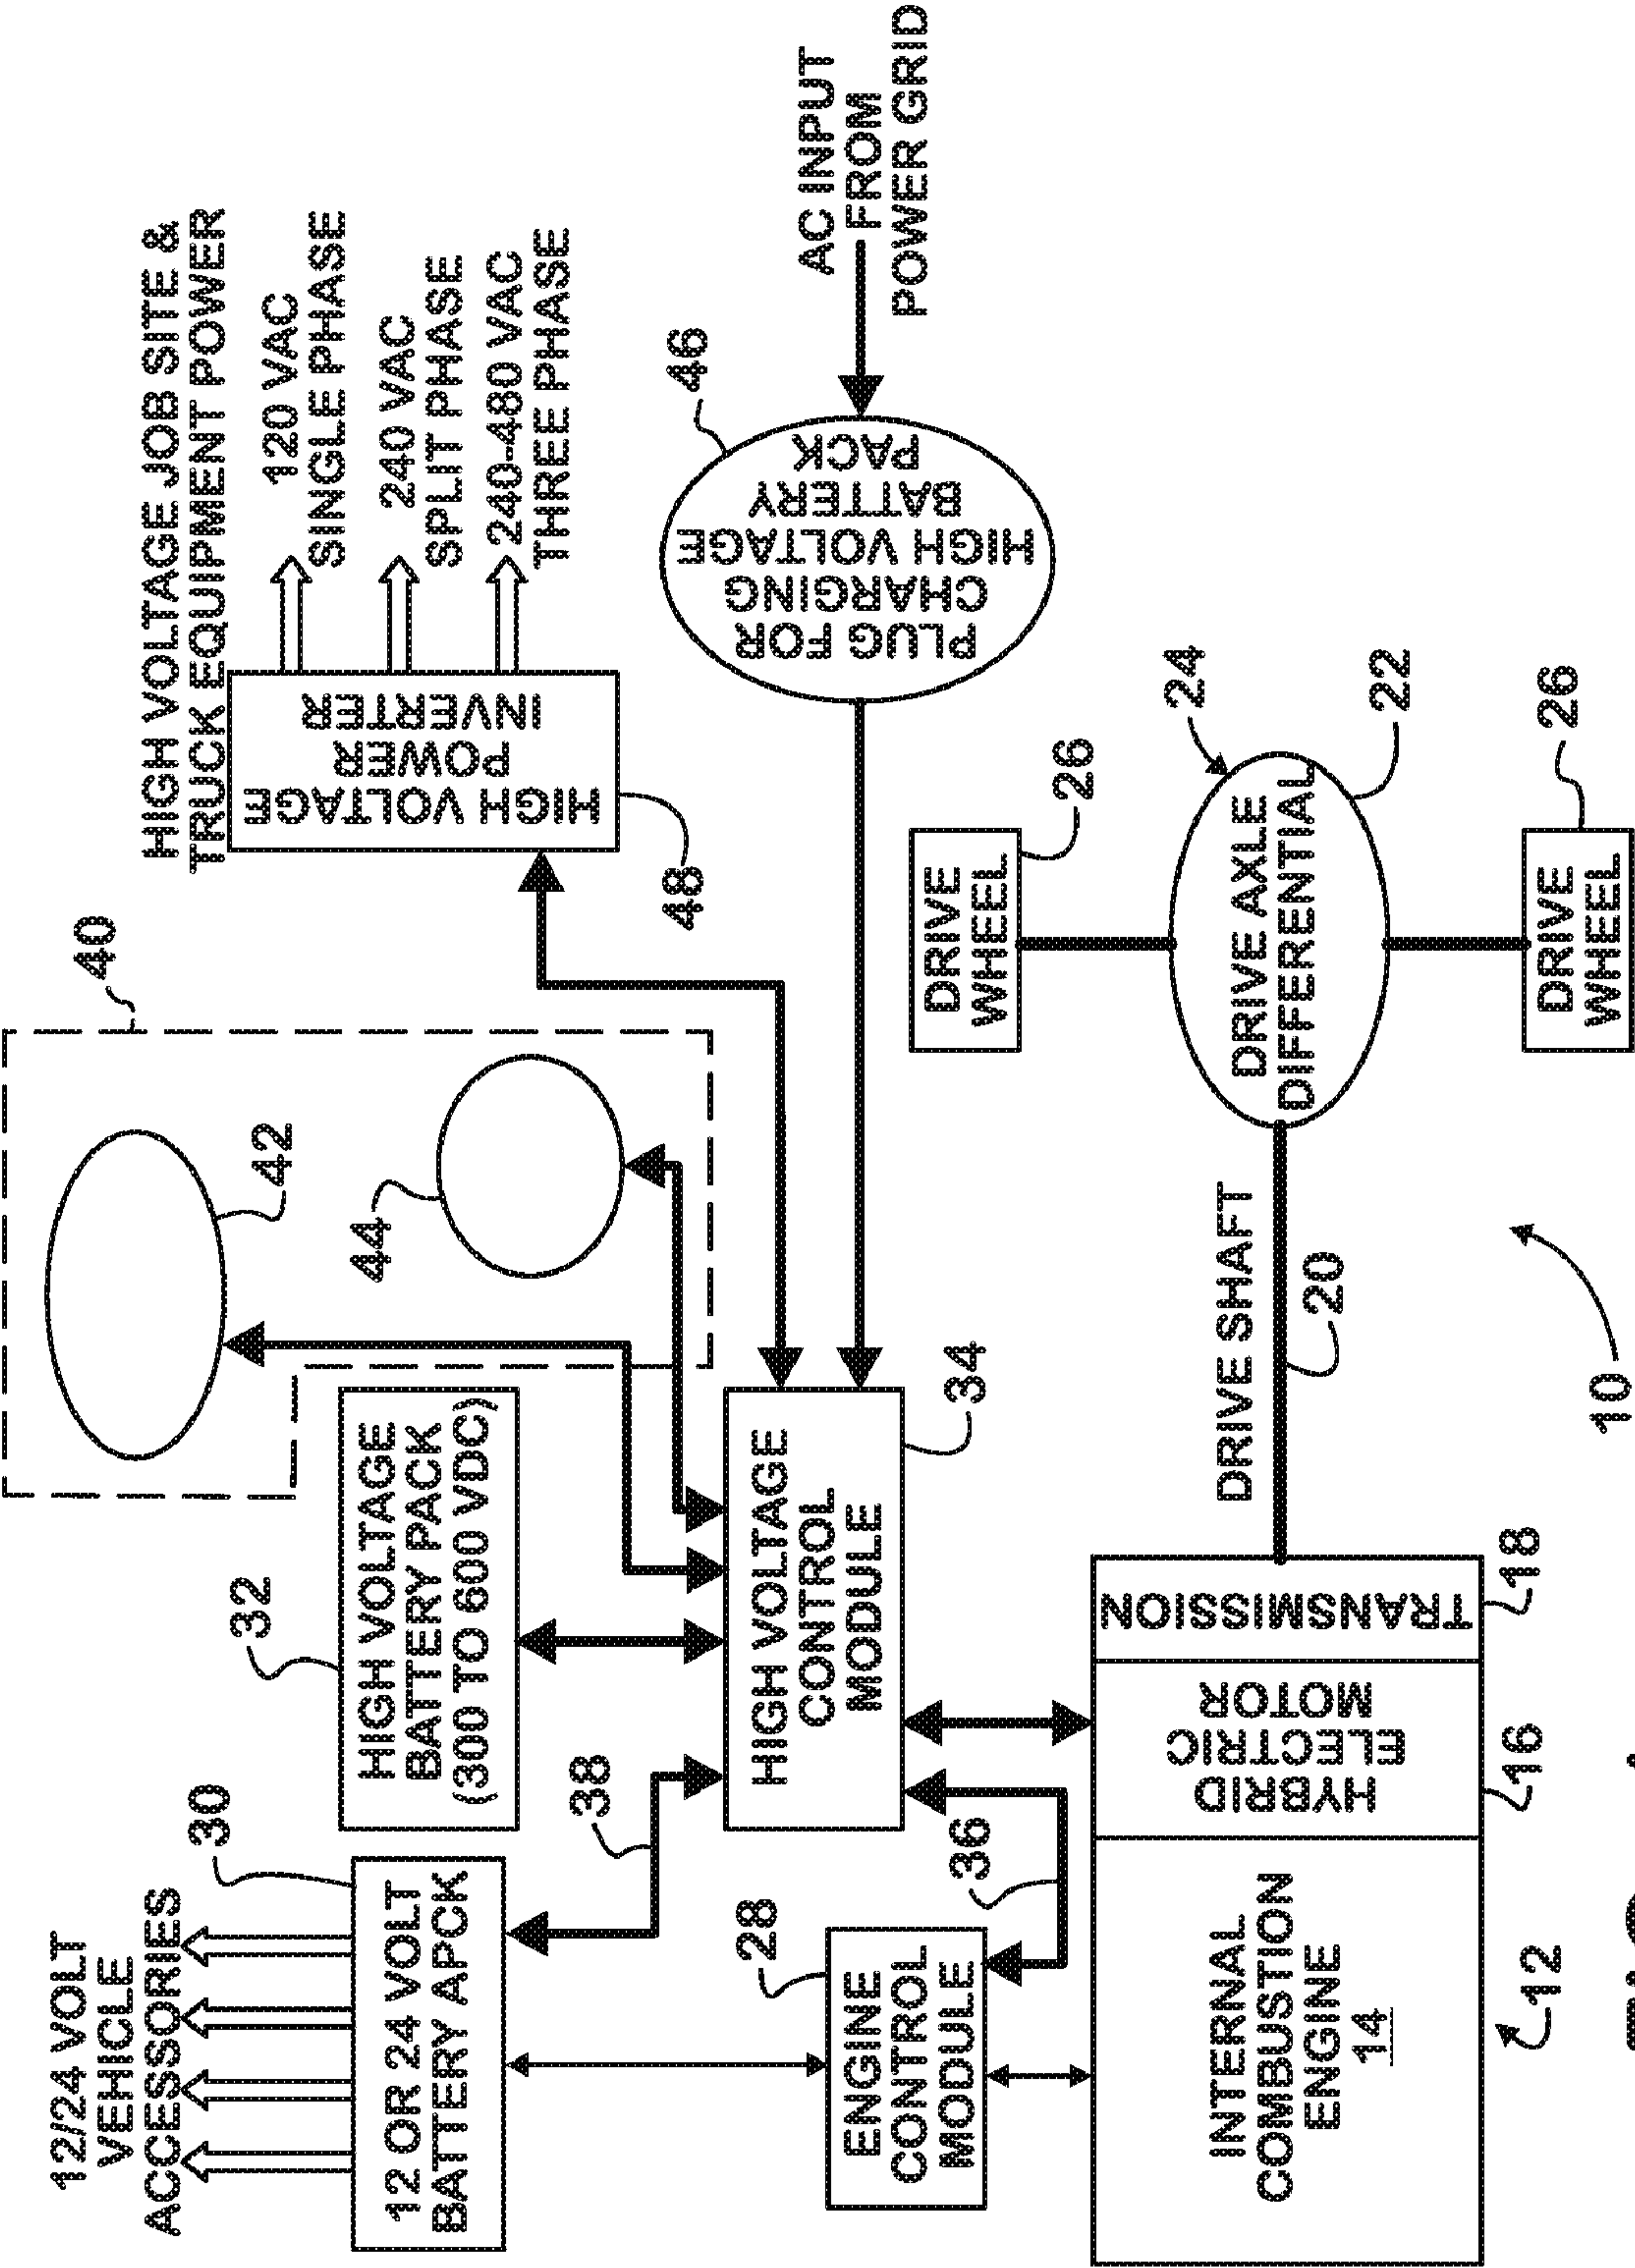 12/24 VOLT
VEHICLE
ACCESSORIES
30
12 OR 24 VOLT
BATTERY APCK
32
HIGH VOLTAGE
BATTERY PACK
(300 TO 600 VDC)
38
40
42
44
HIGH VOLTAGE JOB SITE &
TRUCK EQUIPMENT POWER
HIGH VOLTAGE
POWER
INVERTER
48
120 VAC
SINGLE PHASE
240 VAC
SPLIT PHASE
240-480 VAC
THREE PHASE
28
ENGINE
CONTROL
MODULE
36
HIGH VOLTAGE
CONTROL
MODULE
34
46
PLUG FOR
CHARGING
HIGH VOLTAGE
BATTERY
PACK
AC INPUT
FROM
POWER GRID
INTERNAL
COMBUSTION
ENGINE
14
12
HYBRID
ELECTRIC
MOTOR
16
TRANSMISSION
18
DRIVE SHAFT
20
DRIVE
WHEEL
26
DRIVE AXLE
DIFFERENTIAL
24
22
DRIVE
WHEEL
26
10